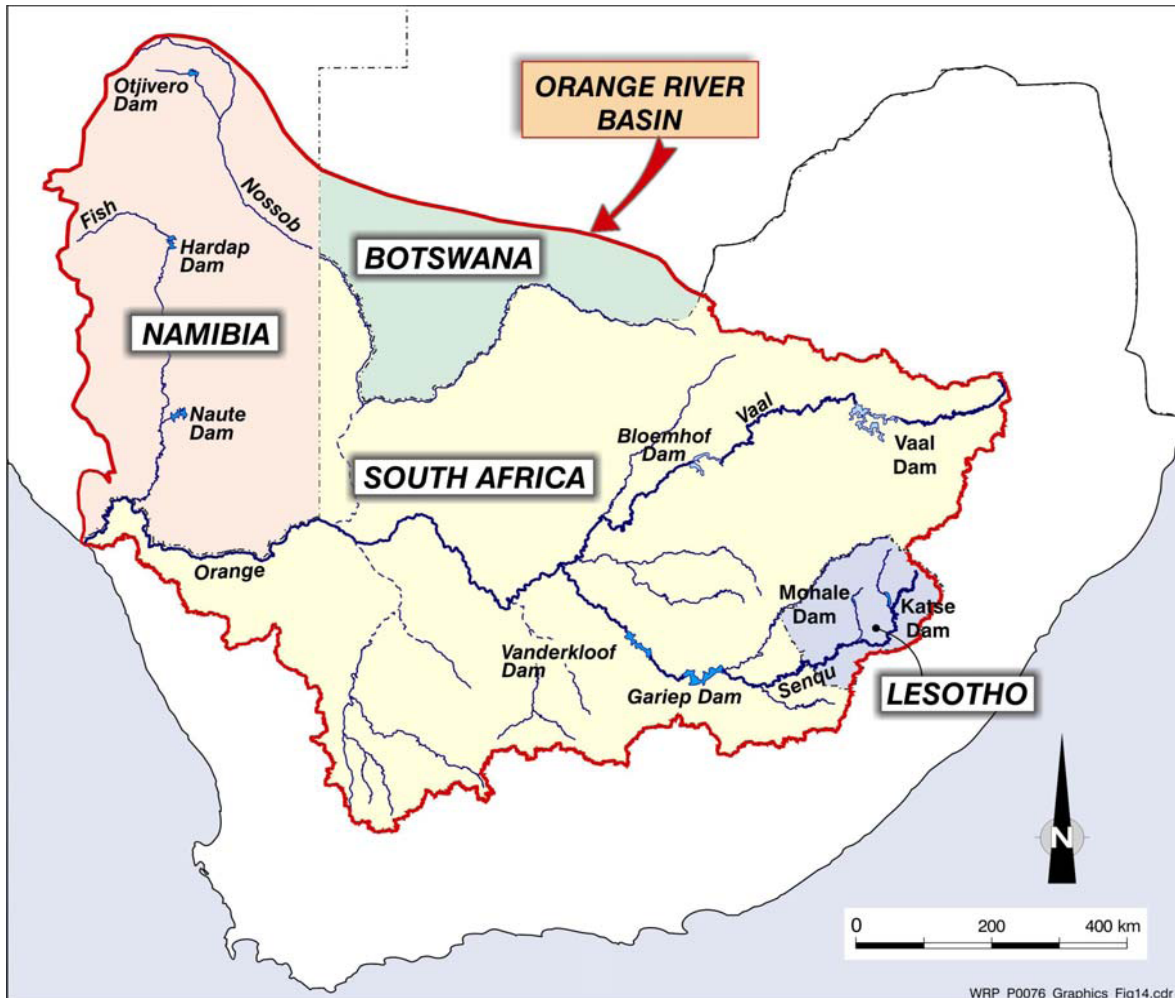 Otjivero
Dam
ORANGE RIVER
BASIN
Nossob
Fish
Hardap
Dam
BOTSWANA
NAMIBIA
Naute
Dam
Vaal
Bloemhof
Dam
Vaal
Dam
SOUTH AFRICA
Orange
Mohale
Dam
Katse
Dam
Vanderkloof
Dam
Senqu
Gariep Dam
LESOTHO
N
0 200 400 km
WRP_P0076_Graphics_Fig14.cdr